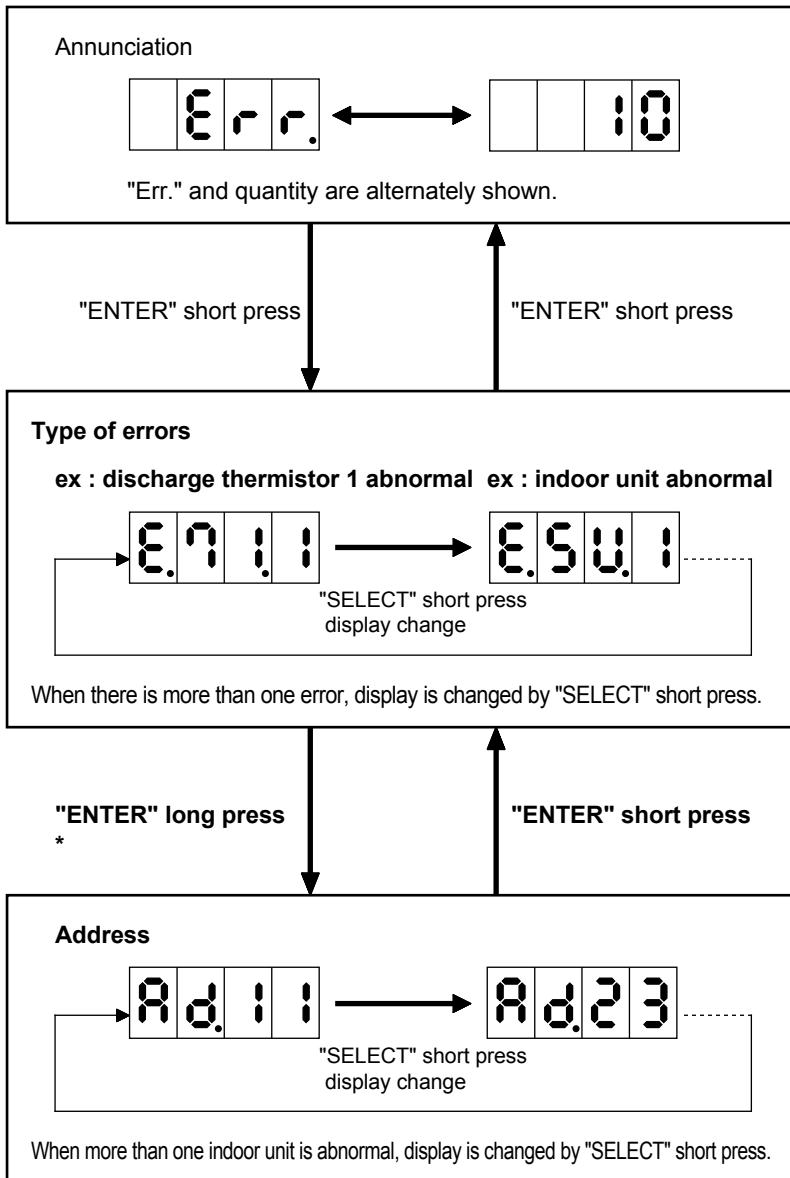 Annunciation
Err. 10
"Err." and quantity are alternately shown.
"ENTER" short press "ENTER" short press
Type of errors
ex : discharge thermistor 1 abnormal ex : indoor unit abnormal
E.71.1 E.5U.1
"SELECT" short press
display change
When there is more than one error, display is changed by "SELECT" short press.
"ENTER" long press "ENTER" short press
*
Address
Ad.11 Ad.23
"SELECT" short press
display change
When more than one indoor unit is abnormal, display is changed by "SELECT" short press.